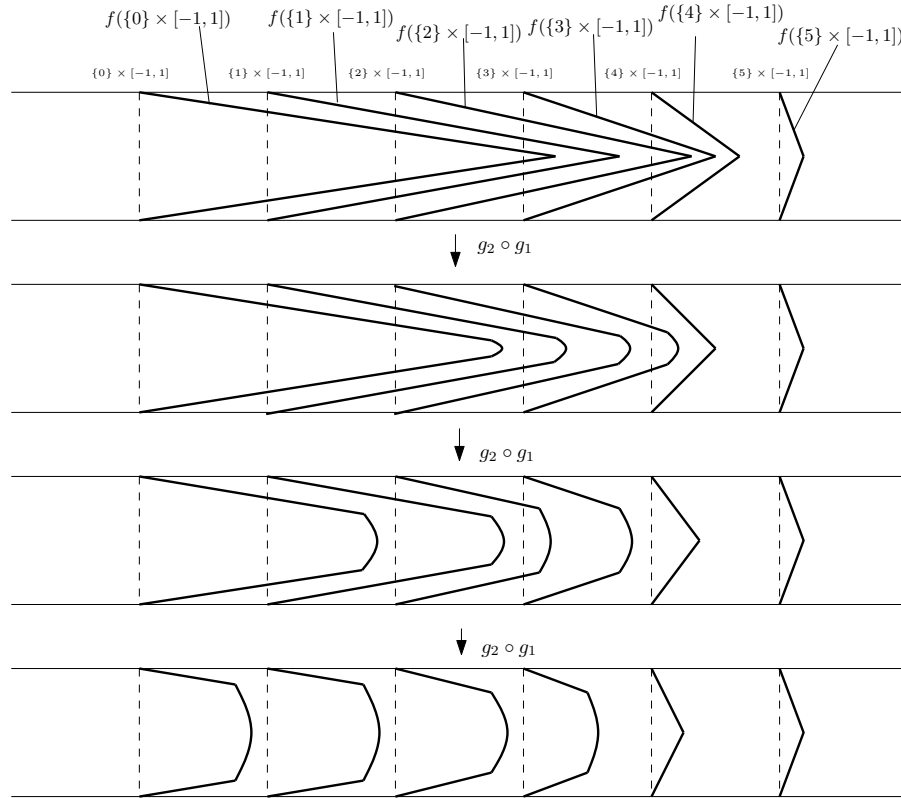 f({0} × [−1, 1]) f({1} × [−1, 1]) f({2} × [−1, 1]) f({3} × [−1, 1]) f({4} × [−1, 1]) f({5} × [−1, 1])
{0} × [−1, 1] {1} × [−1, 1] {2} × [−1, 1] {3} × [−1, 1] {4} × [−1, 1] {5} × [−1, 1]
g₂ ∘ g₁
g₂ ∘ g₁
g₂ ∘ g₁